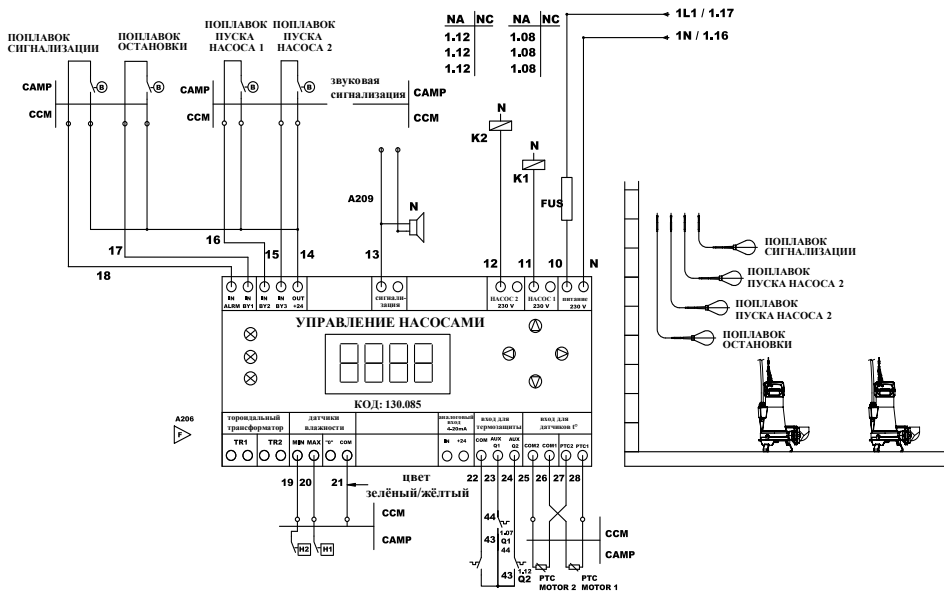 ПОПЛАВОК
СИГНАЛИЗАЦИИ
ПОПЛАВОК
ОСТАНОВКИ
ПОПЛАВОК
ПУСКА
НАСОСА 1
ПОПЛАВОК
ПУСКА
НАСОСА 2
B
B
B
B
CAMP
CCM
CAMP
CCM
звуковая
сигнализация
CAMP
CCM
NA NC
1.12
1.12
1.12
NA NC
1.08
1.08
1.08
1L1 / 1.17
1N / 1.16
N
K2
N
K1
FUS
A209
N
18
17
16
15
14
13
12
11
10
N
IN
ALRM
IN
BY1
IN
BY2
IN
BY3
OUT
+24
сигнали-
зация
НАСОС 2
230 V
НАСОС 1
230 V
питание
230 V
УПРАВЛЕНИЕ НАСОСАМИ
КОД: 130.085
A206
F
тороидальный
трансформатор
датчики
влажности
аналоговый
вход
4-20mA
вход для
термозащиты
вход для
датчиков t°
TR1
TR2
MIN
MAX
"0"
COM
IN
+24
COM
AUX
Q1
AUX
Q2
COM2
COM1
PTC2
PTC1
19
20
21
цвет
зелёный/жёлтый
22
23
24
25
26
27
28
CCM
CAMP
H2
H1
44
43
1.07
Q1
44
43
1.12
Q2
CCM
CAMP
PTC
MOTOR 2
PTC
MOTOR 1
ПОПЛАВОК
СИГНАЛИЗАЦИИ
ПОПЛАВОК
ПУСКА НАСОСА 2
ПОПЛАВОК
ПУСКА НАСОСА 2
ПОПЛАВОК
ОСТАНОВКИ